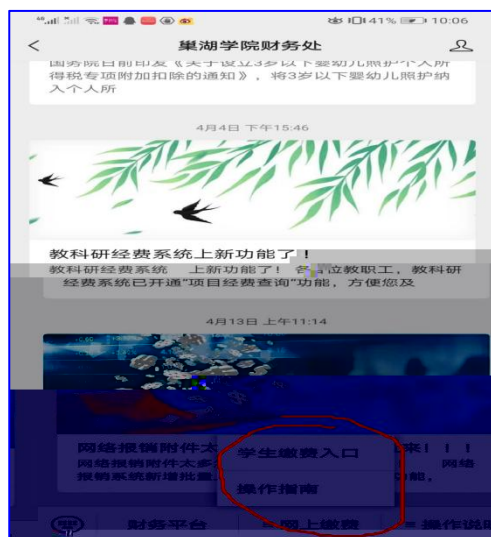 41% 10:06
巢湖学院财务处
国务院日前印发《关于设立3岁以下婴幼儿照护个人所
得税专项附加扣除的通知》，将3岁以下婴幼儿照护纳
入个人所
4月4日 下午15:46
教科研经费系统上新功能了！
教科研经费系统 上新功能了！ 各位教职工，教科研
经费系统已开通“项目经费查询”功能，方便您及
4月13日 上午11:14
网络报销附件太 来！！！
网络报销附件太多 网络
报销系统新增批量 功能，
学生缴费入口
操作指南
财务平台 ≡ 网上缴费 ≡ 操作说明